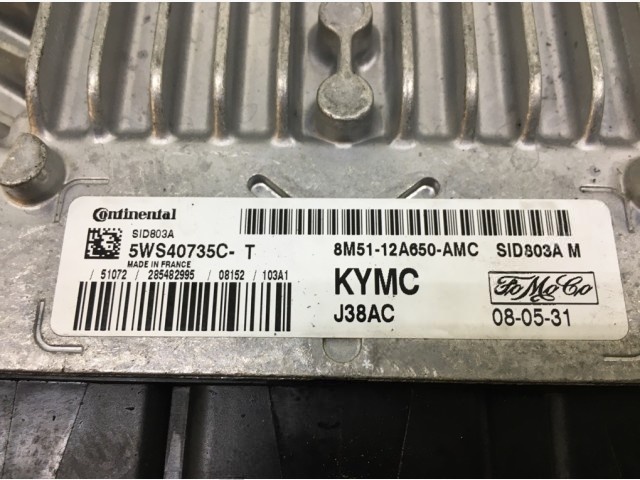 Continental
SID803A
5WS40735C- T
MADE IN FRANCE
/ 51072 / 285482995 / 08152 / 103A1
8M51-12A650-AMC SID803A M
KYMC
FoMoCo
J38AC
08-05-31